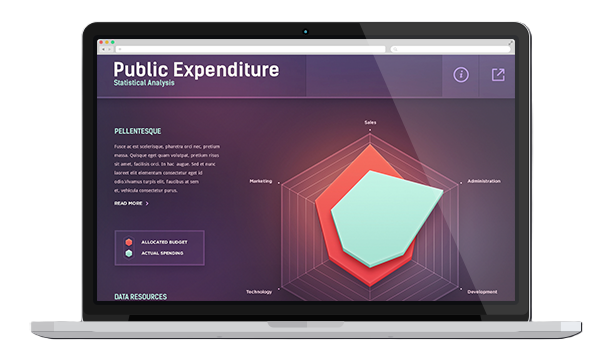 Public Expenditure
Statistical Analysis
PELLENTESQUE
Fusce ac est scelerisque, pharetra orci nec, pretium
massa. Quisque eget quam volutpat, pretium risus
sit amet, facilisis orci. In hac. augue. Sed et nunc
laoreet elit elementum consectetur eget id
odio.Vivamus turpis elit, faucibus at sem
et, vehicula consectetur purus.
READ MORE >
ALLOCATED BUDGET
ACTUAL SPENDING
DATA RESOURCES
Sales
Marketing
Administration
Technology
Development